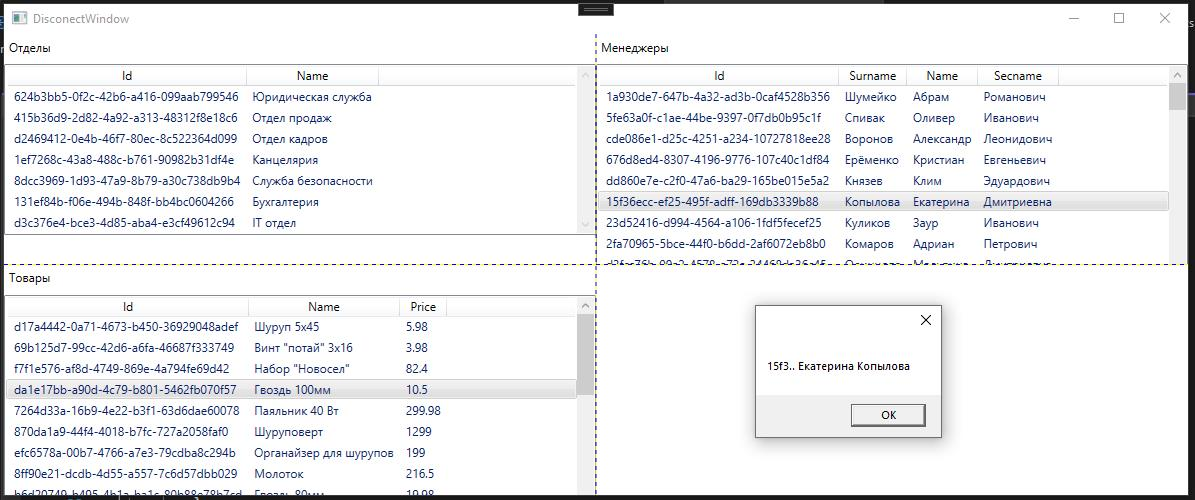 DisconectWindow
Отделы
Id Name
624b3bb5-0f2c-42b6-a416-099aab799546 Юридическая служба
415b36d9-2d82-4a92-a313-48312f8e18c6 Отдел продаж
d2469412-0e4b-46f7-80ec-8c522364d099 Отдел кадров
1ef7268c-43a8-488c-b761-90982b31df4e Канцелярия
8dcc3969-1d93-47a9-8b79-a30c738db9b4 Служба безопасности
131ef84b-f06e-494b-848f-bb4bc0604266 Бухгалтерия
d3c376e4-bce3-4d85-aba4-e3cf49612c94 IT отдел
Менеджеры
Id Surname Name Secname
1a930de7-647b-4a32-ad3b-0caf4528b356 Шумейко Абрам Романович
5fe63a0f-c1ae-44be-9397-0f7db0b95c1f Спивак Оливер Иванович
cde086e1-d25c-4251-a234-10727818ee28 Воронов Александр Леонидович
676d8ed4-8307-4196-9776-107c40c1df84 Ерёменко Кристиан Евгеньевич
dd860e7e-c2f0-47a6-ba29-165be015e5a2 Князев Клим Эдуардович
15f36ecc-ef25-495f-adff-169db3339b88 Копылова Екатерина Дмитриевна
23d52416-d994-4564-a106-1fdf5fecef25 Куликов Заур Иванович
2fa70965-5bce-44f0-b6dd-2af6072eb8b0 Комаров Адриан Петрович
Товары
Id Name Price
d17a4442-0a71-4673-b450-36929048adef Шуруп 5x45 5.98
69b125d7-99cc-42d6-a6fa-46687f333749 Винт "потай" 3x16 3.98
f7f1e576-af8d-4749-869e-4a794fe69d42 Набор "Новосел" 82.4
da1e17bb-a90d-4c79-b801-5462fb070f57 Гвоздь 100мм 10.5
7264d33a-16b9-4e22-b3f1-63d6dae60078 Паяльник 40 Вт 299.98
870da1a9-44f4-4018-b7fc-727a2058faf0 Шуруповерт 1299
efc6578a-00b7-4766-a7e3-79cdba8c294b Органайзер для шурупов 199
8ff90e21-dcdb-4d55-a557-7c6d57dbb029 Молоток 216.5
b6d20749-b495-4b1a-ba1c-80b88e78b7cd Гвоздь 80мм 19.98
15f3.. Екатерина Копылова
OK